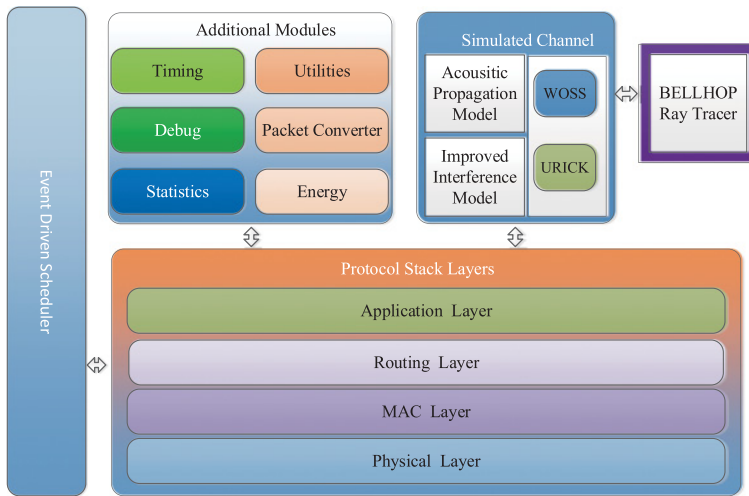 Event Driven Scheduler
Additional Modules
Timing
Utilities
Debug
Packet Converter
Statistics
Energy
Simulated Channel
Acousitic
Propagation
Model
Improved
Interference
Model
WOSS
URICK
BELLHOP
Ray Tracer
Protocol Stack Layers
Application Layer
Routing Layer
MAC Layer
Physical Layer